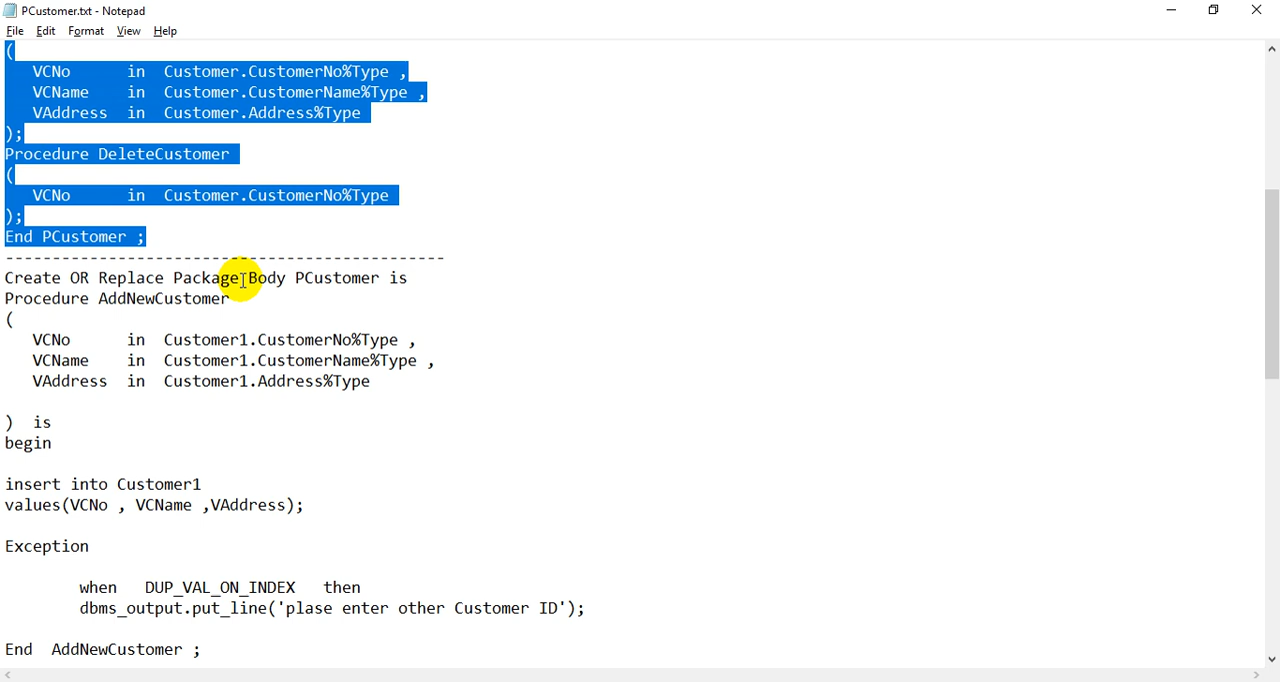 PCustomer.txt - Notepad
File Edit Format View Help
(
VCNo in Customer.CustomerNo%Type ,
VCName in Customer.CustomerName%Type ,
VAddress in Customer.Address%Type
);
Procedure DeleteCustomer
(
VCNo in Customer.CustomerNo%Type
);
End PCustomer ;
-----------------------------------------------
Create OR Replace Package Body PCustomer is
Procedure AddNewCustomer
(
VCNo in Customer1.CustomerNo%Type ,
VCName in Customer1.CustomerName%Type ,
VAddress in Customer1.Address%Type
) is
begin
insert into Customer1
values(VCNo , VCName ,VAddress);
Exception
when DUP_VAL_ON_INDEX then
dbms_output.put_line('plase enter other Customer ID');
End AddNewCustomer ;